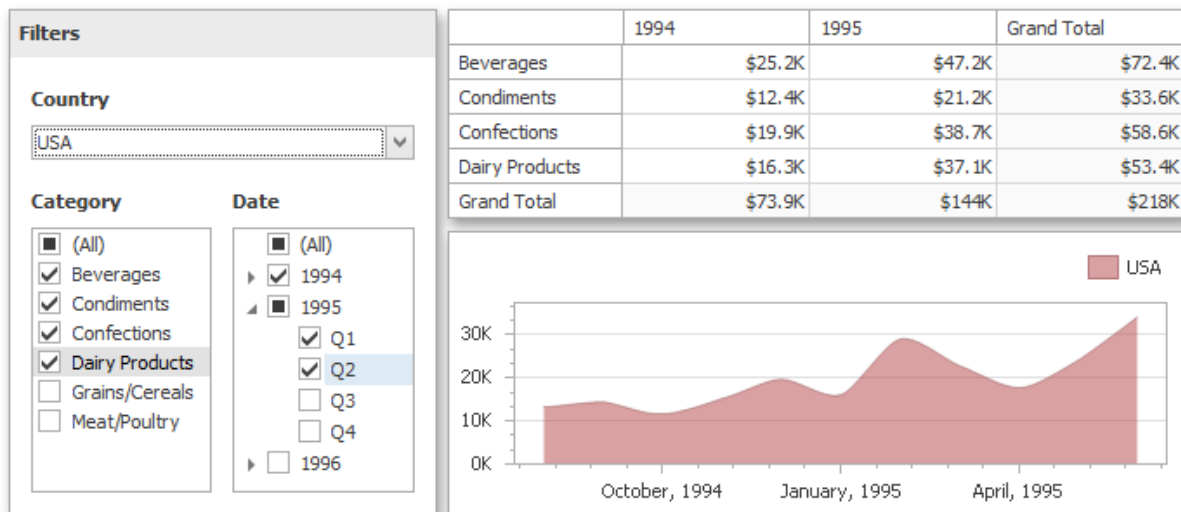 Filters
Country
USA
Category
(All)
Beverages
Condiments
Confections
Dairy Products
Grains/Cereals
Meat/Poultry
Date
(All)
1994
1995
Q1
Q2
Q3
Q4
1996
1994 1995 Grand Total
Beverages $25.2K $47.2K $72.4K
Condiments $12.4K $21.2K $33.6K
Confections $19.9K $38.7K $58.6K
Dairy Products $16.3K $37.1K $53.4K
Grand Total $73.9K $144K $218K
USA
30K
20K
10K
0K
October, 1994 January, 1995 April, 1995